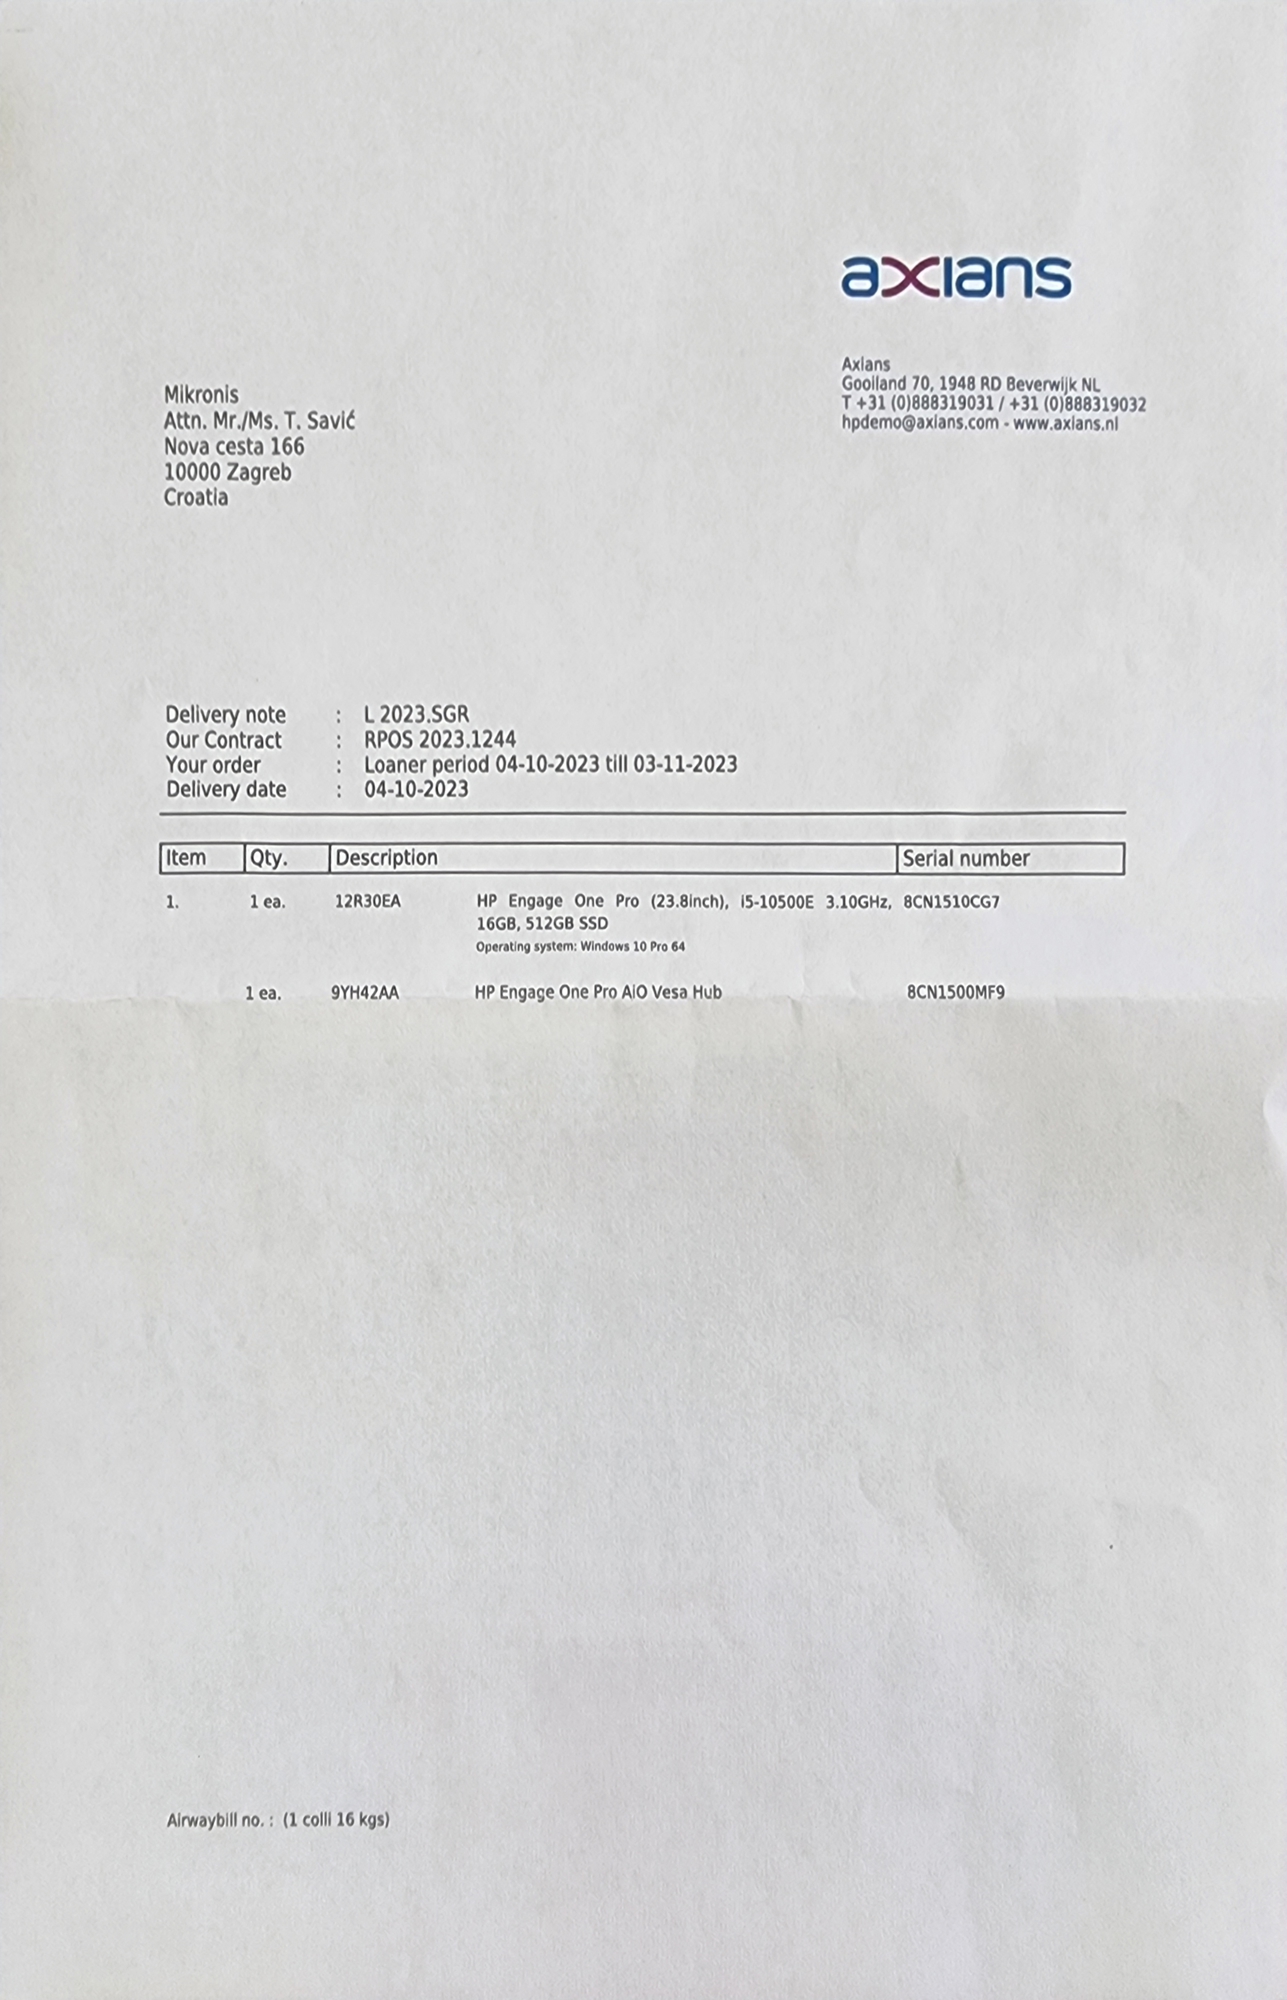 axians
Axians
Gooiland 70, 1948 RD Beverwijk NL
T +31 (0)888319031 / +31 (0)888319032
hpdemo@axians.com - www.axians.nl
Mikronis
Attn. Mr./Ms. T. Savić
Nova cesta 166
10000 Zagreb
Croatia
Delivery note : L 2023.SGR
Our Contract : RPOS 2023.1244
Your order : Loaner period 04-10-2023 till 03-11-2023
Delivery date : 04-10-2023
Item Qty. Description Serial number
1. 1 ea. 12R30EA HP Engage One Pro (23.8inch), i5-10500E 3.10GHz, 8CN1510CG7
16GB, 512GB SSD
Operating system: Windows 10 Pro 64
1 ea. 9YH42AA HP Engage One Pro AiO Vesa Hub 8CN1500MF9
Airwaybill no. : (1 colli 16 kgs)